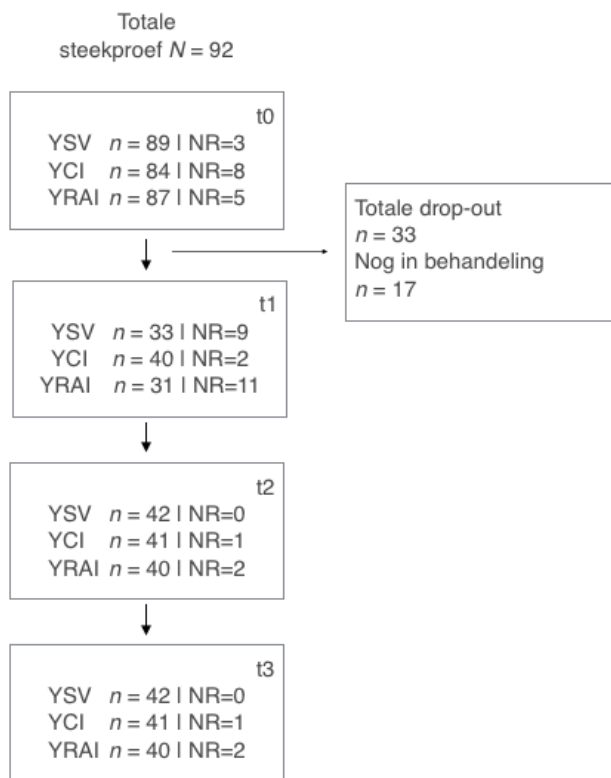 Totale
steekproef N = 92
t0
YSV n = 89 | NR=3
YCI n = 84 | NR=8
YRAI n = 87 | NR=5
Totale drop-out
n = 33
Nog in behandeling
n = 17
t1
YSV n = 33 | NR=9
YCI n = 40 | NR=2
YRAI n = 31 | NR=11
t2
YSV n = 42 | NR=0
YCI n = 41 | NR=1
YRAI n = 40 | NR=2
t3
YSV n = 42 | NR=0
YCI n = 41 | NR=1
YRAI n = 40 | NR=2